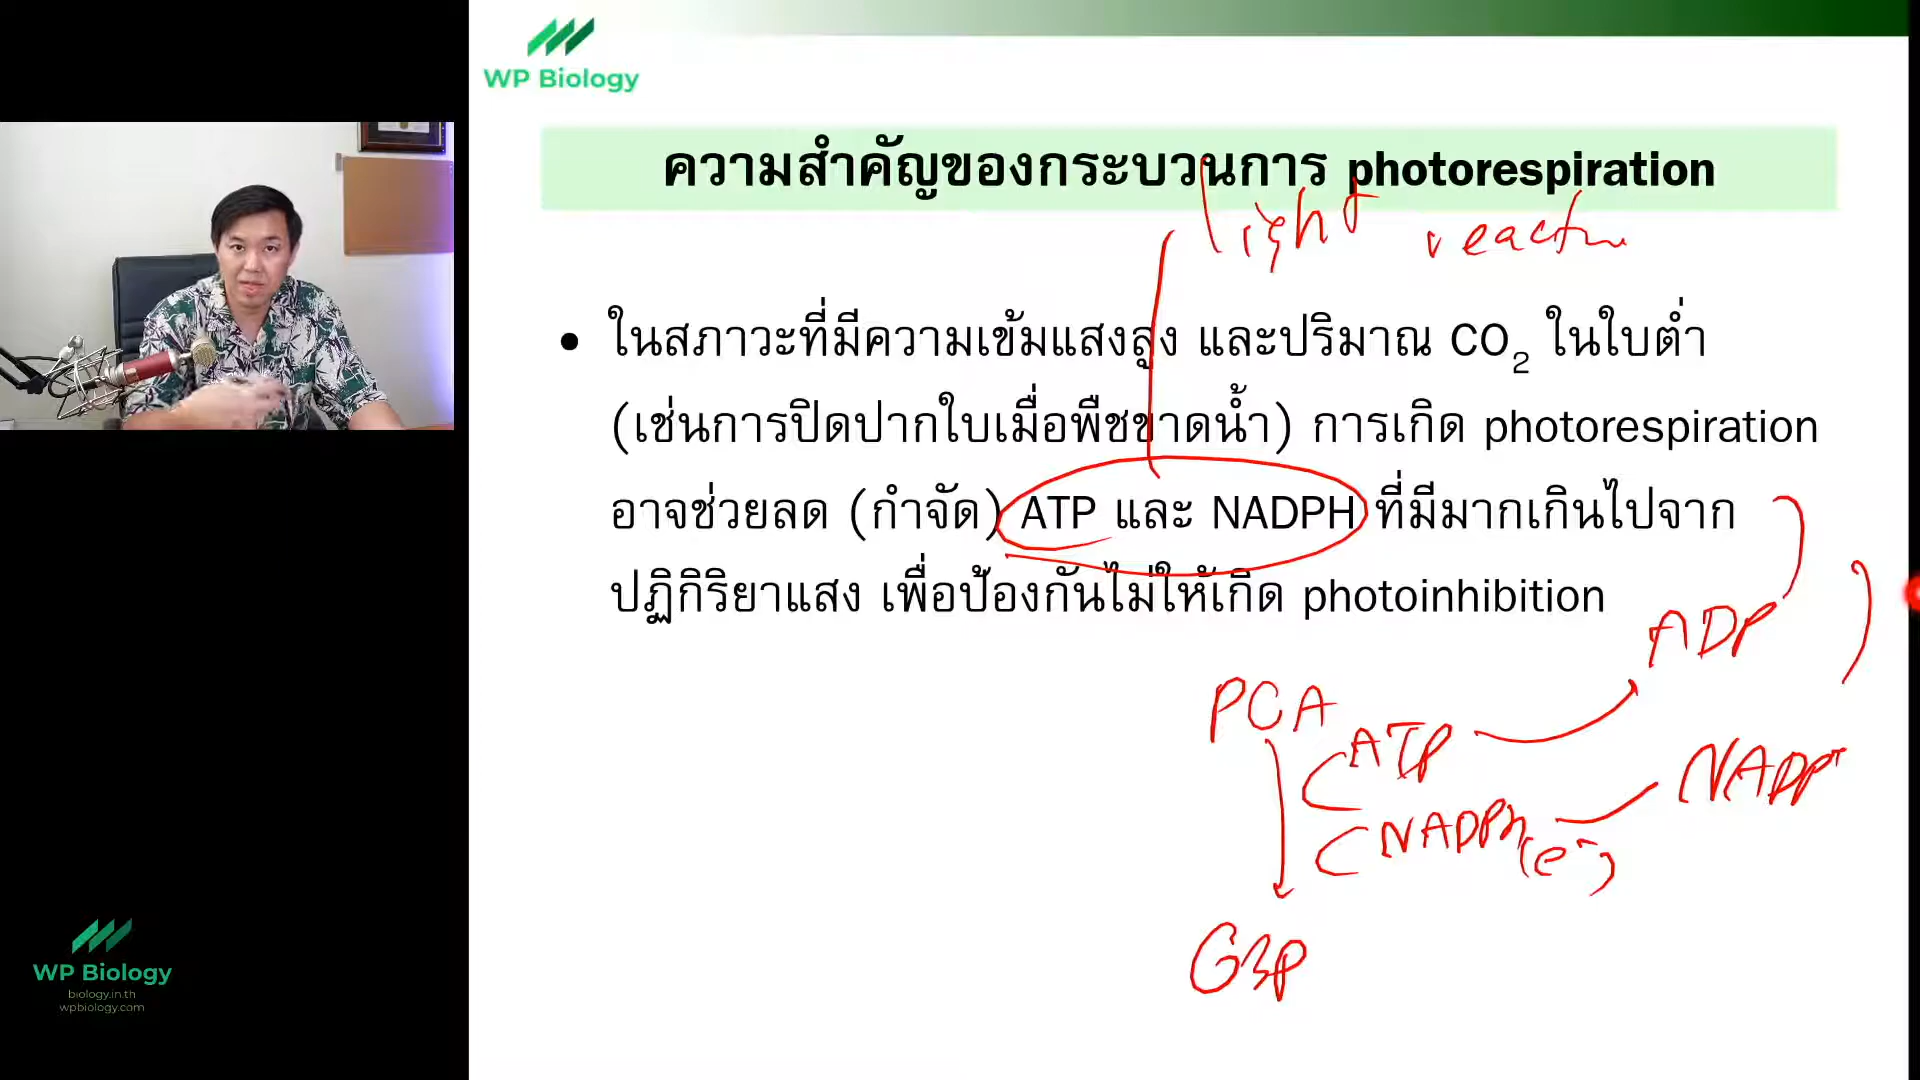 WP Biology
ความสำคัญของกระบวนการ photorespiration
light reaction
• ในสภาวะที่มีความเข้มแสงสูง และปริมาณ CO₂ ในใบต่ำ
(เช่นการปิดปากใบเมื่อพืชขาดน้ำ) การเกิด photorespiration
อาจช่วยลด (กำจัด) ATP และ NADPH ที่มีมากเกินไปจาก
ปฏิกิริยาแสง เพื่อป้องกันไม่ให้เกิด photoinhibition
ADP
PCA
ATP
NADP⁺
NADPH (e⁻)
G3P
WP Biology
biology.in.th
wpbiology.com